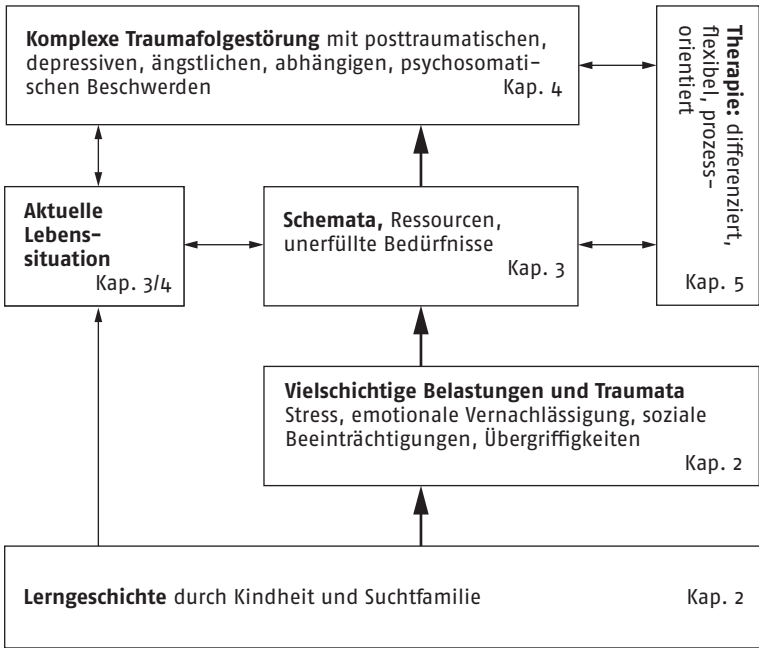 Komplexe Traumafolgestörung mit posttraumatischen,
depressiven, ängstlichen, abhängigen, psychosomati-
schen Beschwerden Kap. 4
Therapie: differenziert,
flexibel, prozess-
orientiert
Kap. 5
Aktuelle
Lebens-
situation
Kap. 3/4
Schemata, Ressourcen,
unerfüllte Bedürfnisse
Kap. 3
Vielschichtige Belastungen und Traumata
Stress, emotionale Vernachlässigung, soziale
Beeinträchtigungen, Übergriffigkeiten
Kap. 2
Lerngeschichte durch Kindheit und Suchtfamilie Kap. 2